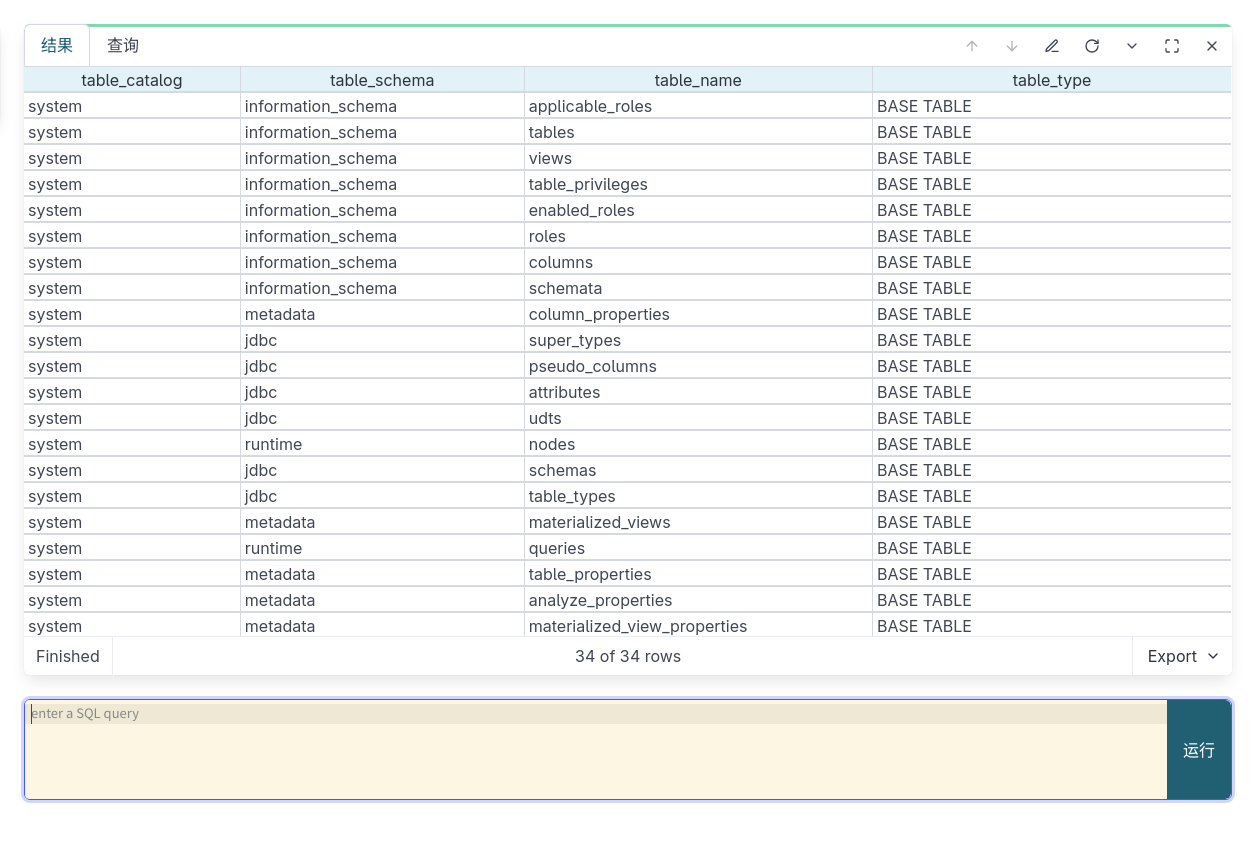 结果 查询
table_catalog table_schema table_name table_type
system information_schema applicable_roles BASE TABLE
system information_schema tables BASE TABLE
system information_schema views BASE TABLE
system information_schema table_privileges BASE TABLE
system information_schema enabled_roles BASE TABLE
system information_schema roles BASE TABLE
system information_schema columns BASE TABLE
system information_schema schemata BASE TABLE
system metadata column_properties BASE TABLE
system jdbc super_types BASE TABLE
system jdbc pseudo_columns BASE TABLE
system jdbc attributes BASE TABLE
system jdbc udts BASE TABLE
system runtime nodes BASE TABLE
system jdbc schemas BASE TABLE
system jdbc table_types BASE TABLE
system metadata materialized_views BASE TABLE
system runtime queries BASE TABLE
system metadata table_properties BASE TABLE
system metadata analyze_properties BASE TABLE
system metadata materialized_view_properties BASE TABLE
Finished 34 of 34 rows Export
enter a SQL query
运行